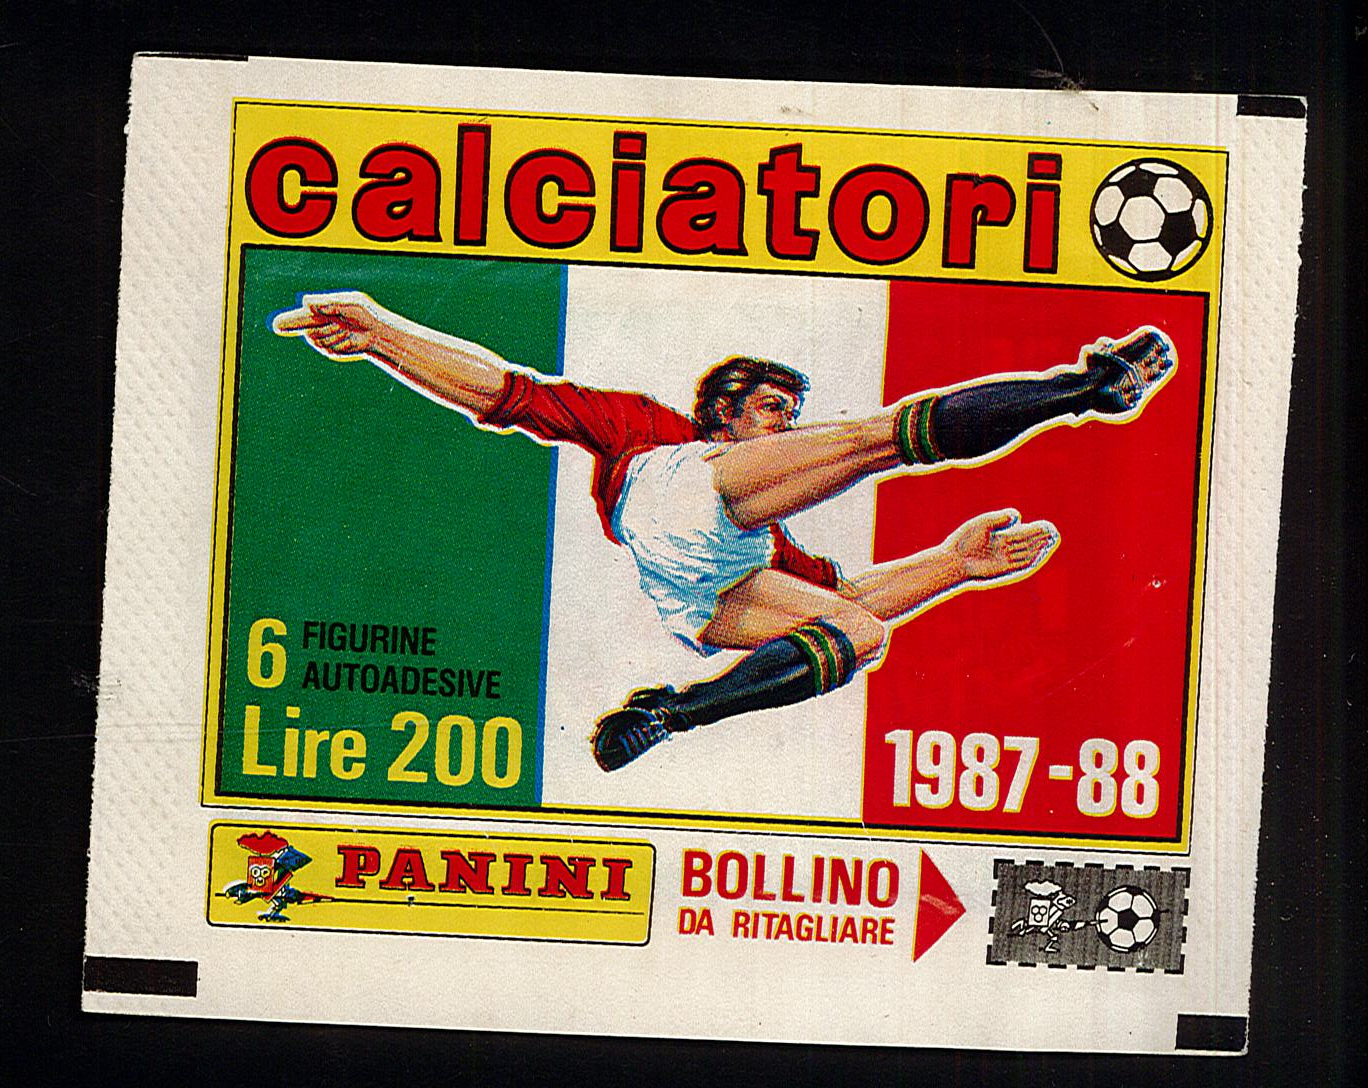 calciatori
6 FIGURINE
AUTOADESIVE
Lire 200
1987-88
PANINI
BOLLINO
DA RITAGLIARE